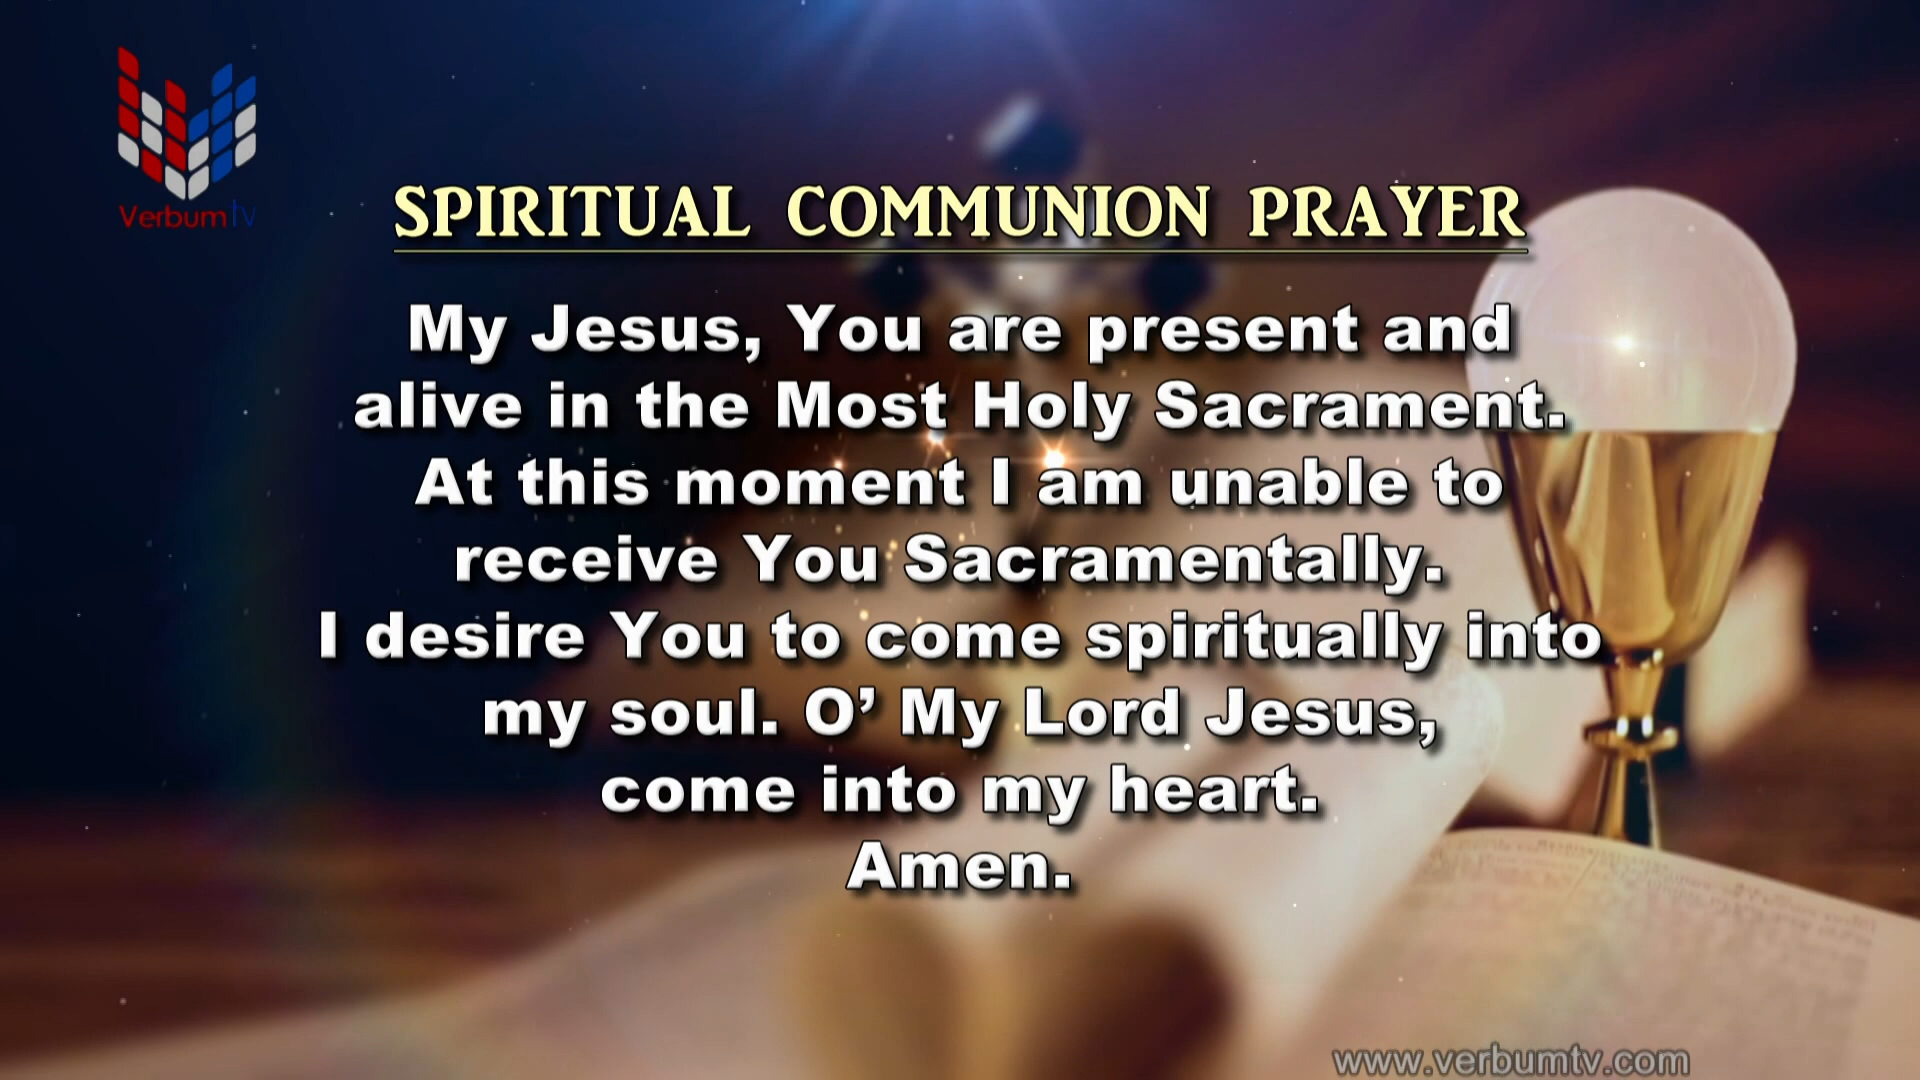 VerbumTV
SPIRITUAL COMMUNION PRAYER
My Jesus, You are present and
alive in the Most Holy Sacrament.
At this moment I am unable to
receive You Sacramentally.
I desire You to come spiritually into
my soul. O’ My Lord Jesus,
come into my heart.
Amen.
www.verbumtv.com